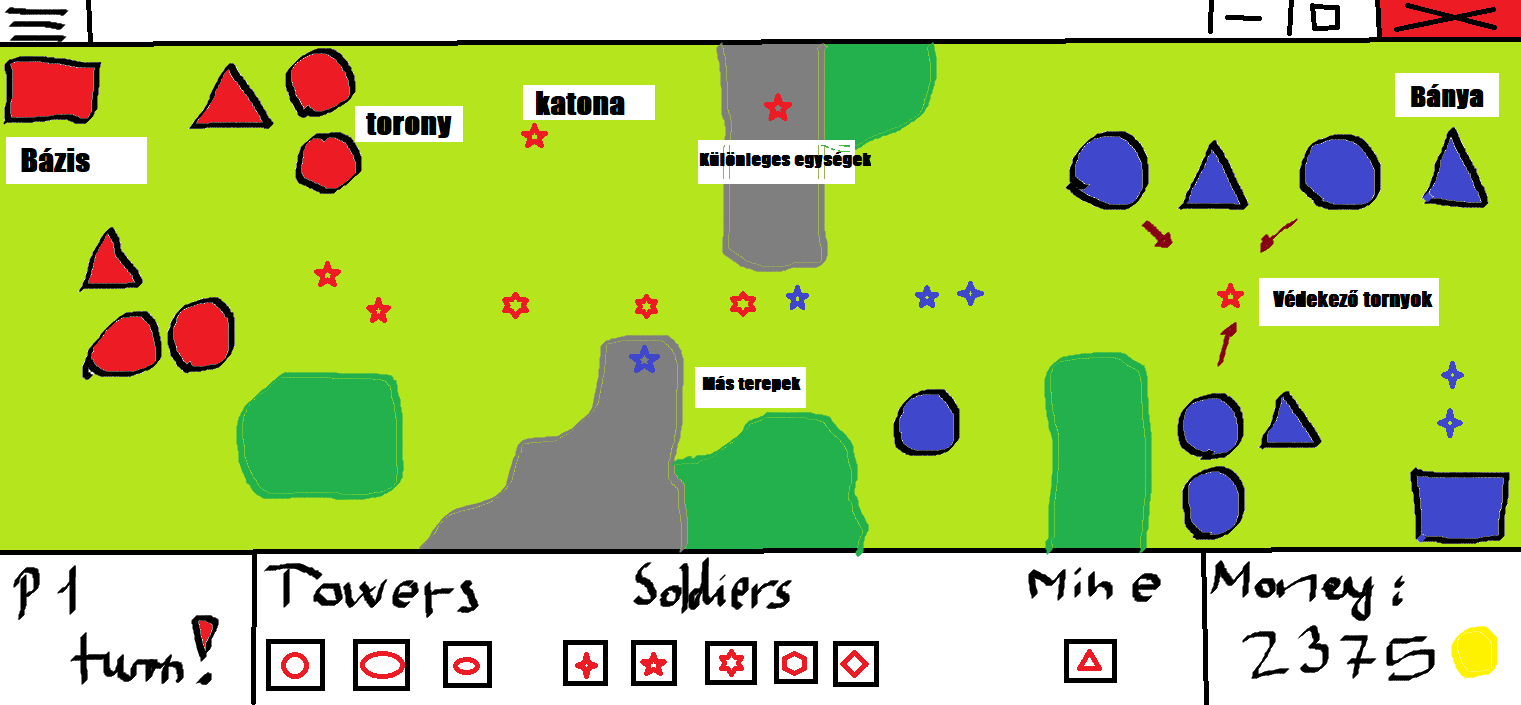 katona
Bánya
torony
Bázis
Különleges egységek
Védekező tornyok
Más terepek
P1
turn!
Towers
Soldiers
Mine
Money:
2375